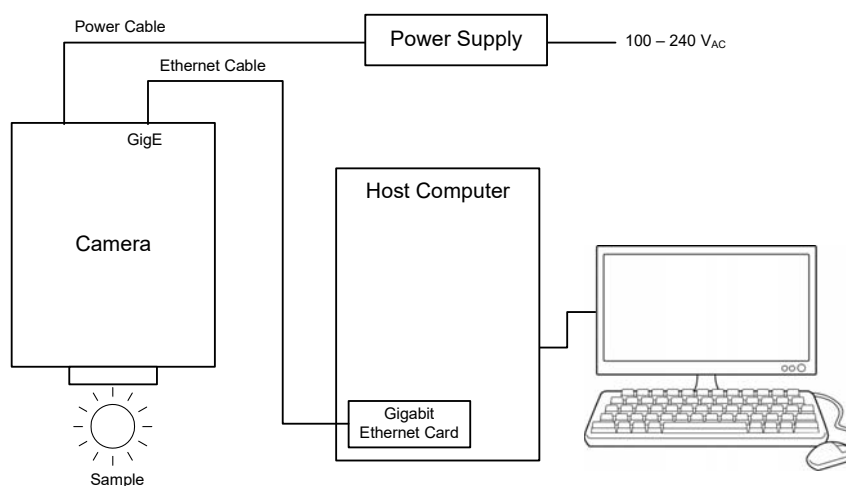 Power Cable
Power Supply
100 – 240 VAC
Ethernet Cable
GigE
Host Computer
Camera
Gigabit
Ethernet Card
Sample